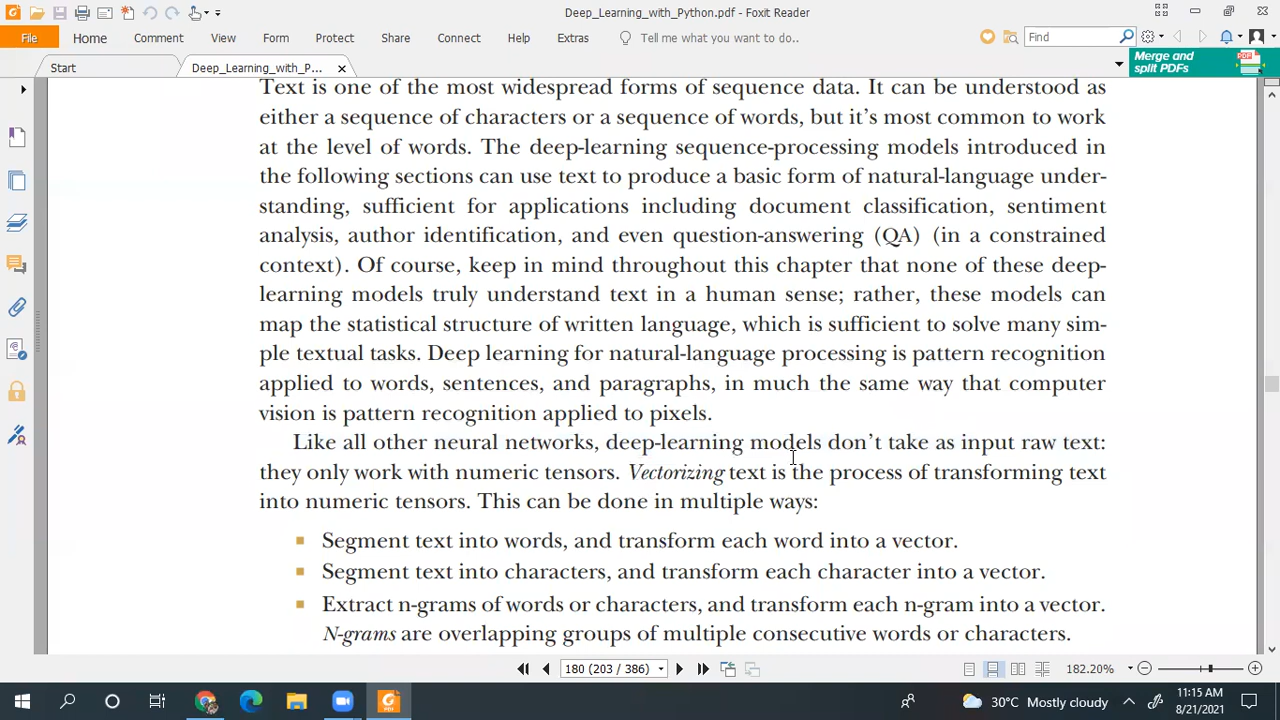 Deep_Learning_with_Python.pdf - Foxit Reader
File Home Comment View Form Protect Share Connect Help Extras Tell me what you want to do... Find
Start Deep_Learning_with_P... Merge and
split PDFs
Text is one of the most widespread forms of sequence data. It can be understood as
either a sequence of characters or a sequence of words, but it's most common to work
at the level of words. The deep-learning sequence-processing models introduced in
the following sections can use text to produce a basic form of natural-language under-
standing, sufficient for applications including document classification, sentiment
analysis, author identification, and even question-answering (QA) (in a constrained
context). Of course, keep in mind throughout this chapter that none of these deep-
learning models truly understand text in a human sense; rather, these models can
map the statistical structure of written language, which is sufficient to solve many sim-
ple textual tasks. Deep learning for natural-language processing is pattern recognition
applied to words, sentences, and paragraphs, in much the same way that computer
vision is pattern recognition applied to pixels.
Like all other neural networks, deep-learning models don't take as input raw text:
they only work with numeric tensors. Vectorizing text is the process of transforming text
into numeric tensors. This can be done in multiple ways:
Segment text into words, and transform each word into a vector.
Segment text into characters, and transform each character into a vector.
Extract n-grams of words or characters, and transform each n-gram into a vector.
N-grams are overlapping groups of multiple consecutive words or characters.
180 (203 / 386) 182.20%
30°C Mostly cloudy
11:15 AM
8/21/2021